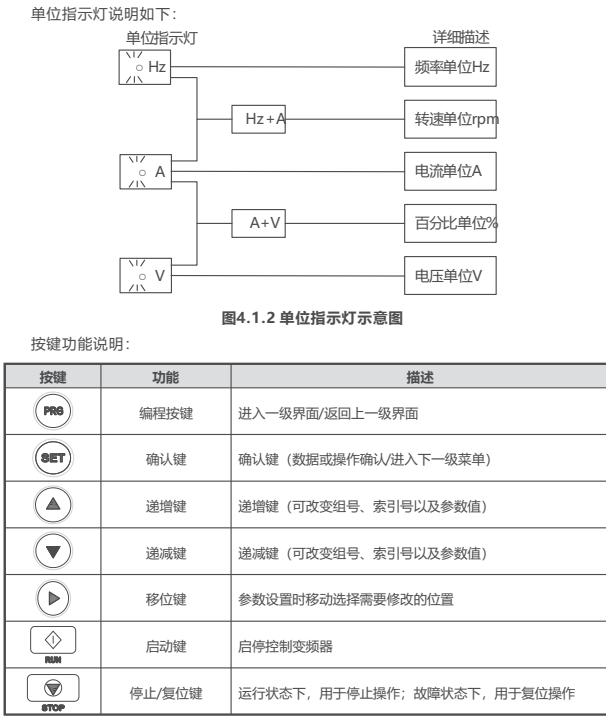 单位指示灯说明如下：
单位指示灯 详细描述
Hz 频率单位Hz
Hz+A 转速单位rpm
A 电流单位A
A+V 百分比单位%
V 电压单位V
图4.1.2 单位指示灯示意图
按键功能说明：
按键 功能 描述
PRG 编程按键 进入一级界面/返回上一级界面
SET 确认键 确认键（数据或操作确认/进入下一级菜单）
递增键 递增键（可改变组号、索引号以及参数值）
递减键 递减键（可改变组号、索引号以及参数值）
移位键 参数设置时移动选择需要修改的位置
RUN 启动键 启停控制变频器
STOP 停止/复位键 运行状态下，用于停止操作；故障状态下，用于复位操作